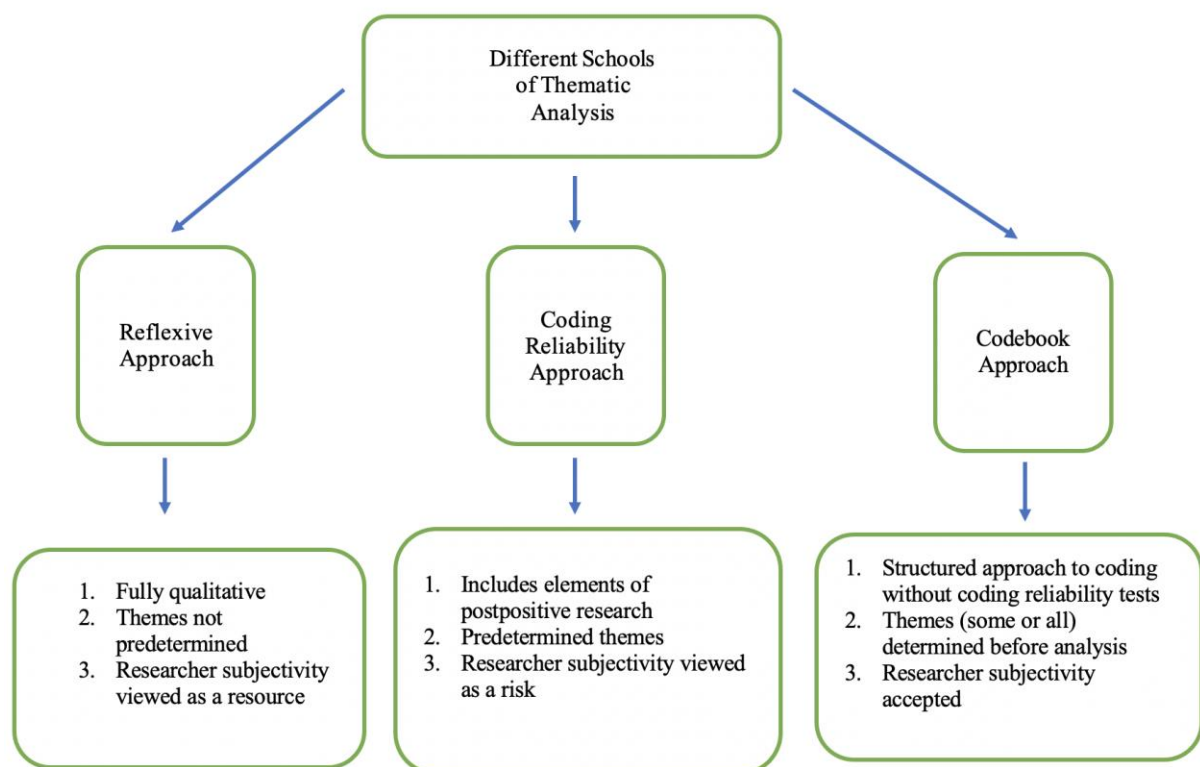 Different Schools
of Thematic
Analysis
Reflexive
Approach
Coding
Reliability
Approach
Codebook
Approach
1. Fully qualitative
2. Themes not
predetermined
3. Researcher subjectivity
viewed as a resource
1. Includes elements of
postpositive research
2. Predetermined themes
3. Researcher subjectivity viewed
as a risk
1. Structured approach to coding
without coding reliability tests
2. Themes (some or all)
determined before analysis
3. Researcher subjectivity
accepted